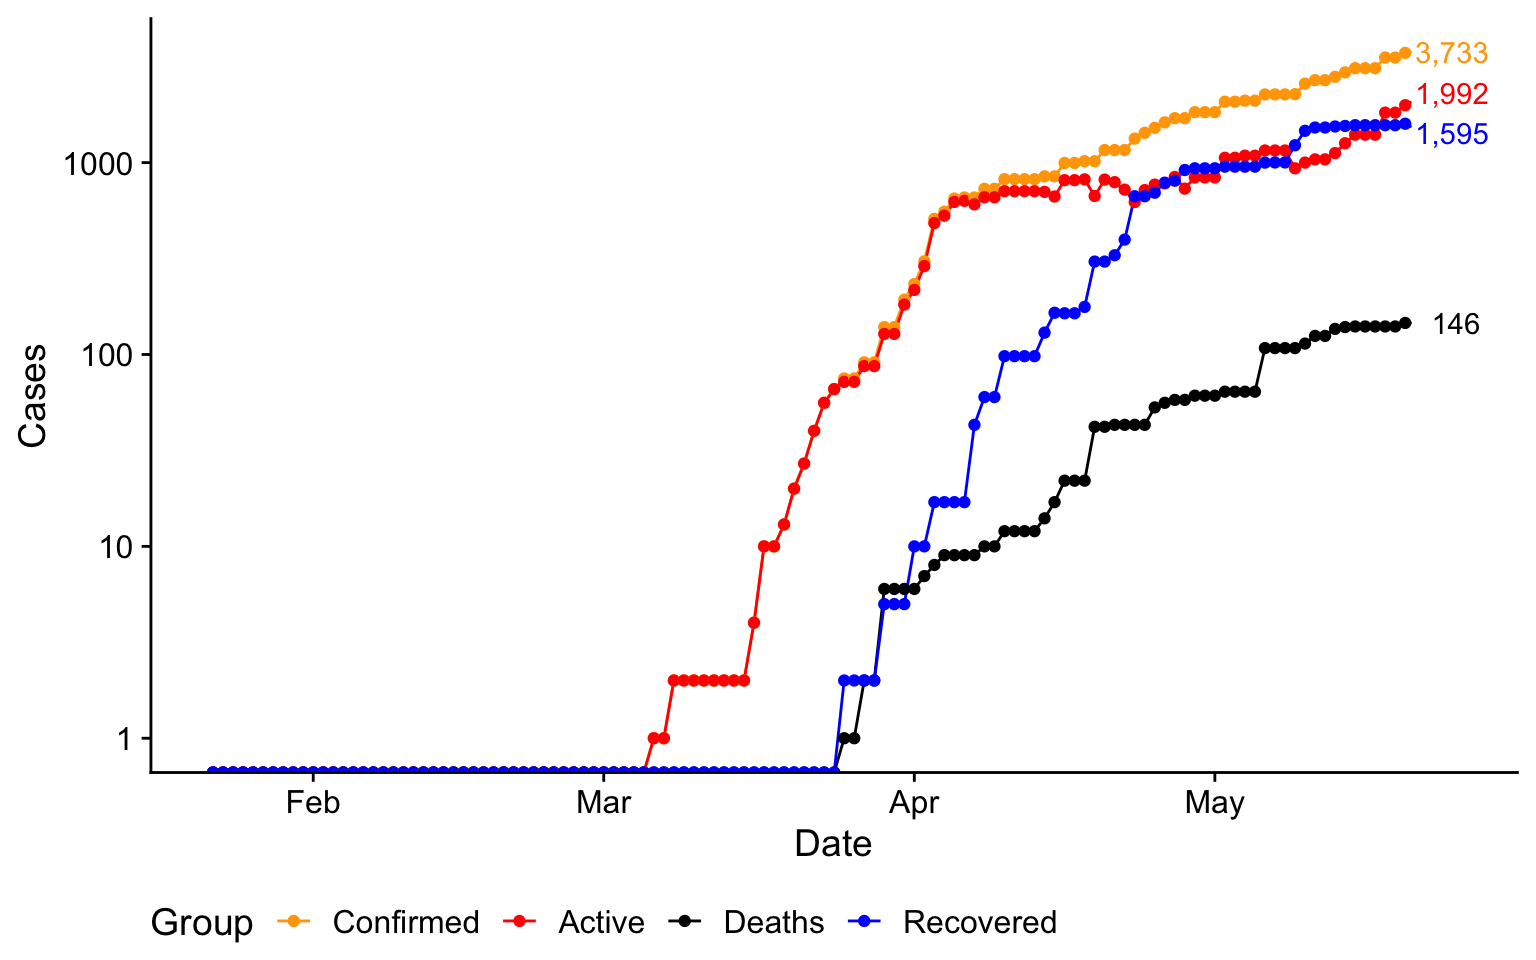 3,733
1,992
1,595
1000
146
100
10
1
Cases
Feb Mar Apr May
Date
Group Confirmed Active Deaths Recovered